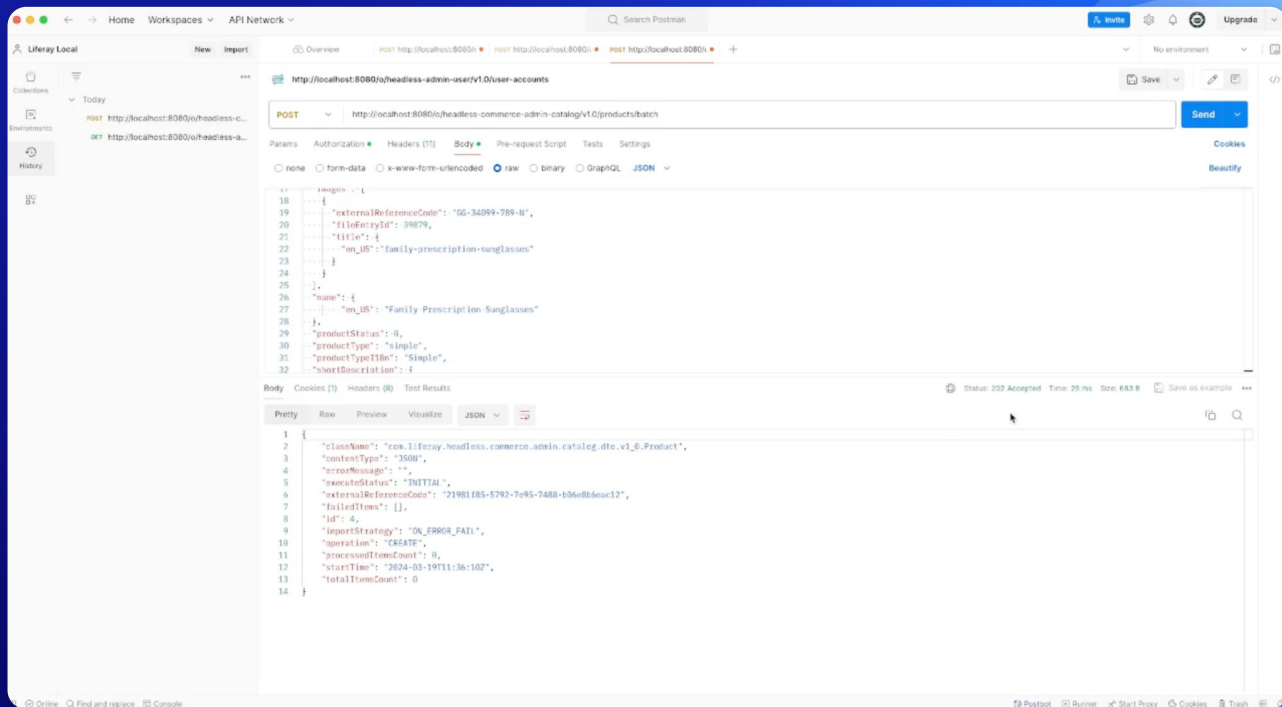 Home Workspaces API Network Search Postman Invite Upgrade
Liferay Local New Import Overview POST http://localhost:8080/ POST http://localhost:8080/ POST http://localhost:8080/ No environment
Collections
Environments
History
Today
POST http://localhost:8080/o/headless-c...
GET http://localhost:8080/o/headless-a...
http://localhost:8080/o/headless-admin-user/v1.0/user-accounts Save
POST http://localhost:8080/o/headless-commerce-admin-catalog/v1.0/products/batch Send
Params Authorization Headers (11) Body Pre-request Script Tests Settings Cookies
none form-data x-www-form-urlencoded raw binary GraphQL JSON Beautify
17 "images": [
18 {
19 "externalReferenceCode": "GG-34099-789-N",
20 "fileEntryId": 39879,
21 "title": {
22 "en_US":"family-prescription-sunglasses"
23 }
24 }
25 ],
26 "name": {
27 "en_US": "Family Prescription Sunglasses"
28 },
29 "productStatus": 0,
30 "productType": "simple",
31 "productTypeI18n": "Simple",
32 "shortDescription": {
Body Cookies (1) Headers (8) Test Results Status: 202 Accepted Time: 25 ms Size: 683 B Save as example
Pretty Raw Preview Visualize JSON
1 {
2 "className": "com.liferay.headless.commerce.admin.catalog.dto.v1_0.Product",
3 "contentType": "JSON",
4 "errorMessage": "",
5 "executeStatus": "INITIAL",
6 "externalReferenceCode": "21981f85-5792-7e95-7488-b06e8b6eac12",
7 "failedItems": [],
8 "id": 4,
9 "importStrategy": "ON_ERROR_FAIL",
10 "operation": "CREATE",
11 "processedItemsCount": 0,
12 "startTime": "2024-03-19T11:36:10Z",
13 "totalItemsCount": 0
14 }
Online Find and replace Console Postbot Runner Start Proxy Cookies Trash